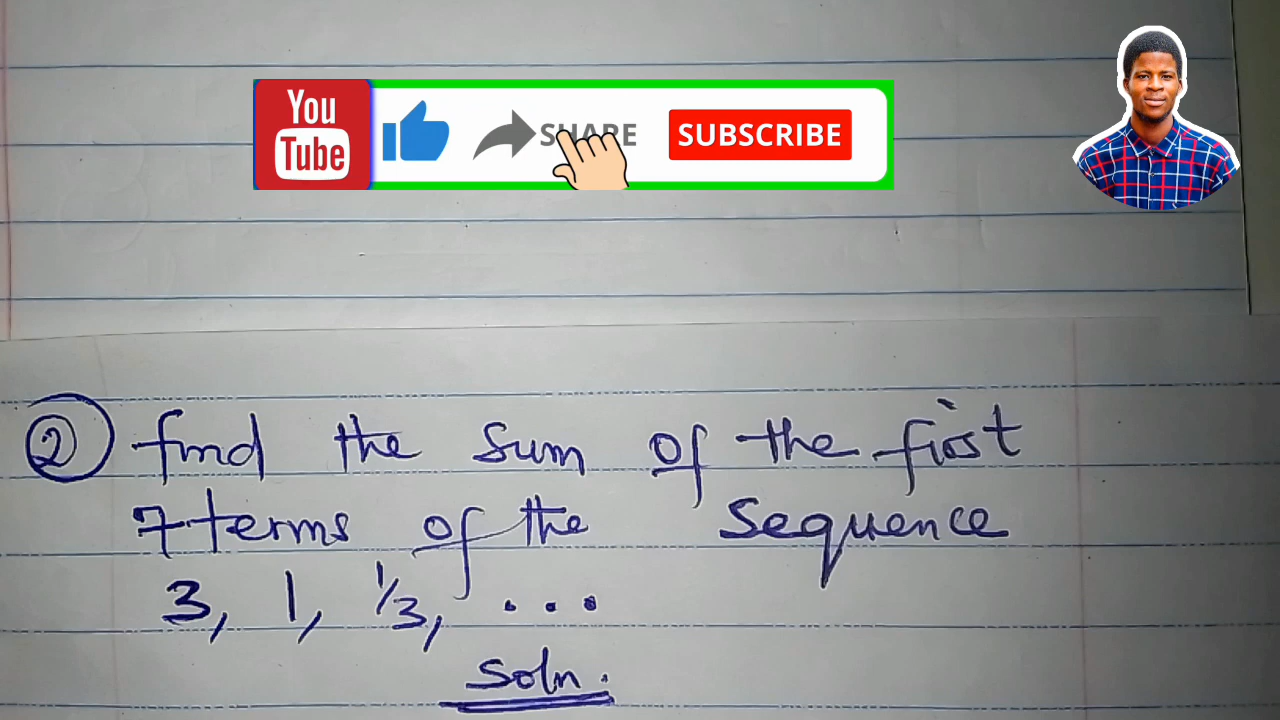 You
Tube
SHARE
SUBSCRIBE
② find the sum of the first
7 terms of the sequence
3, 1, 1/3, ...
Soln.